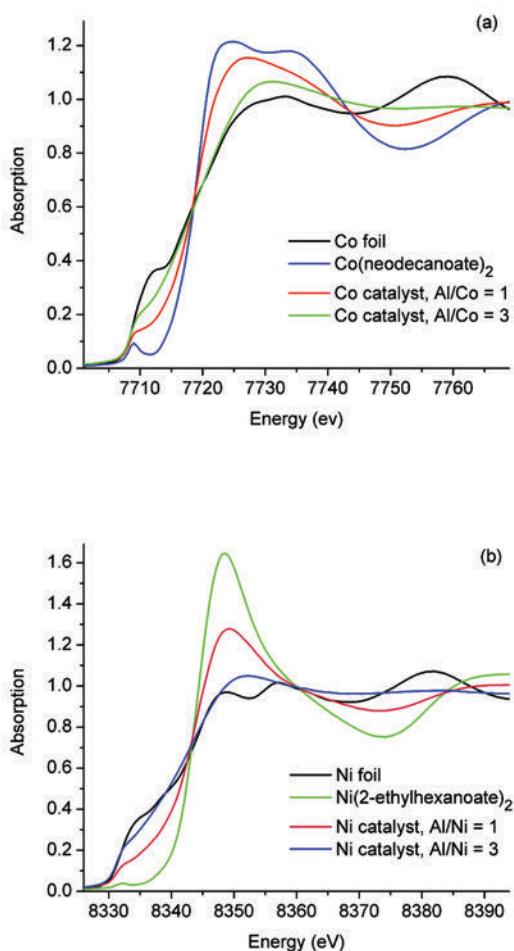 (a)
1.2
1.0
0.8
0.6
0.4
0.2
0.0
Absorption
Co foil
Co(neodecanoate)2
Co catalyst, Al/Co = 1
Co catalyst, Al/Co = 3
7710 7720 7730 7740 7750 7760
Energy (ev)
(b)
1.6
1.4
1.2
1.0
0.8
0.6
0.4
0.2
0.0
Absorption
Ni foil
Ni(2-ethylhexanoate)2
Ni catalyst, Al/Ni = 1
Ni catalyst, Al/Ni = 3
8330 8340 8350 8360 8370 8380 8390
Energy (eV)